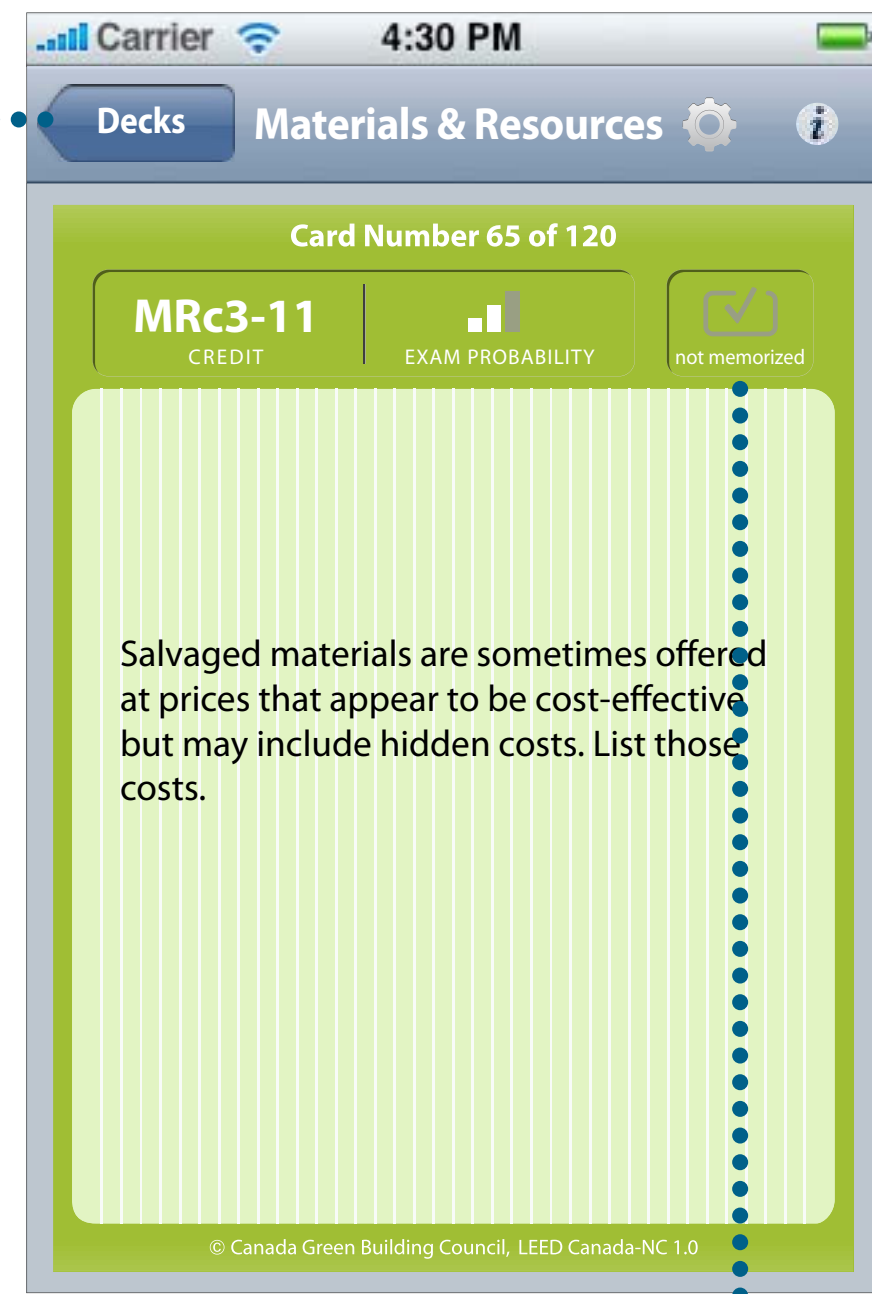 Carrier 4:30 PM
Decks Materials & Resources i
Card Number 65 of 120
MRc3-11
CREDIT EXAM PROBABILITY not memorized
Salvaged materials are sometimes offered
at prices that appear to be cost-effective
but may include hidden costs. List those
costs.
© Canada Green Building Council, LEED Canada-NC 1.0